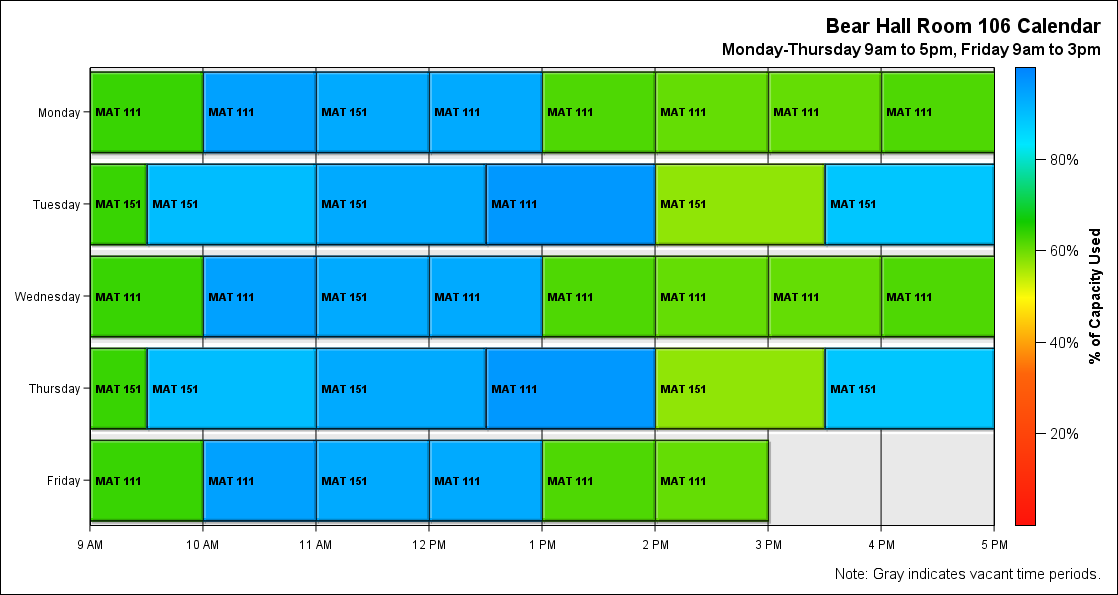 Bear Hall Room 106 Calendar
Monday-Thursday 9am to 5pm, Friday 9am to 3pm
Monday MAT 111 MAT 111 MAT 151 MAT 111 MAT 111 MAT 111 MAT 111 MAT 111
Tuesday MAT 151 MAT 151 MAT 151 MAT 111 MAT 151 MAT 151
Wednesday MAT 111 MAT 111 MAT 151 MAT 111 MAT 111 MAT 111 MAT 111 MAT 111
Thursday MAT 151 MAT 151 MAT 151 MAT 111 MAT 151 MAT 151
Friday MAT 111 MAT 111 MAT 151 MAT 111 MAT 111 MAT 111
9 AM 10 AM 11 AM 12 PM 1 PM 2 PM 3 PM 4 PM 5 PM
80%
60%
40%
20%
% of Capacity Used
Note: Gray indicates vacant time periods.